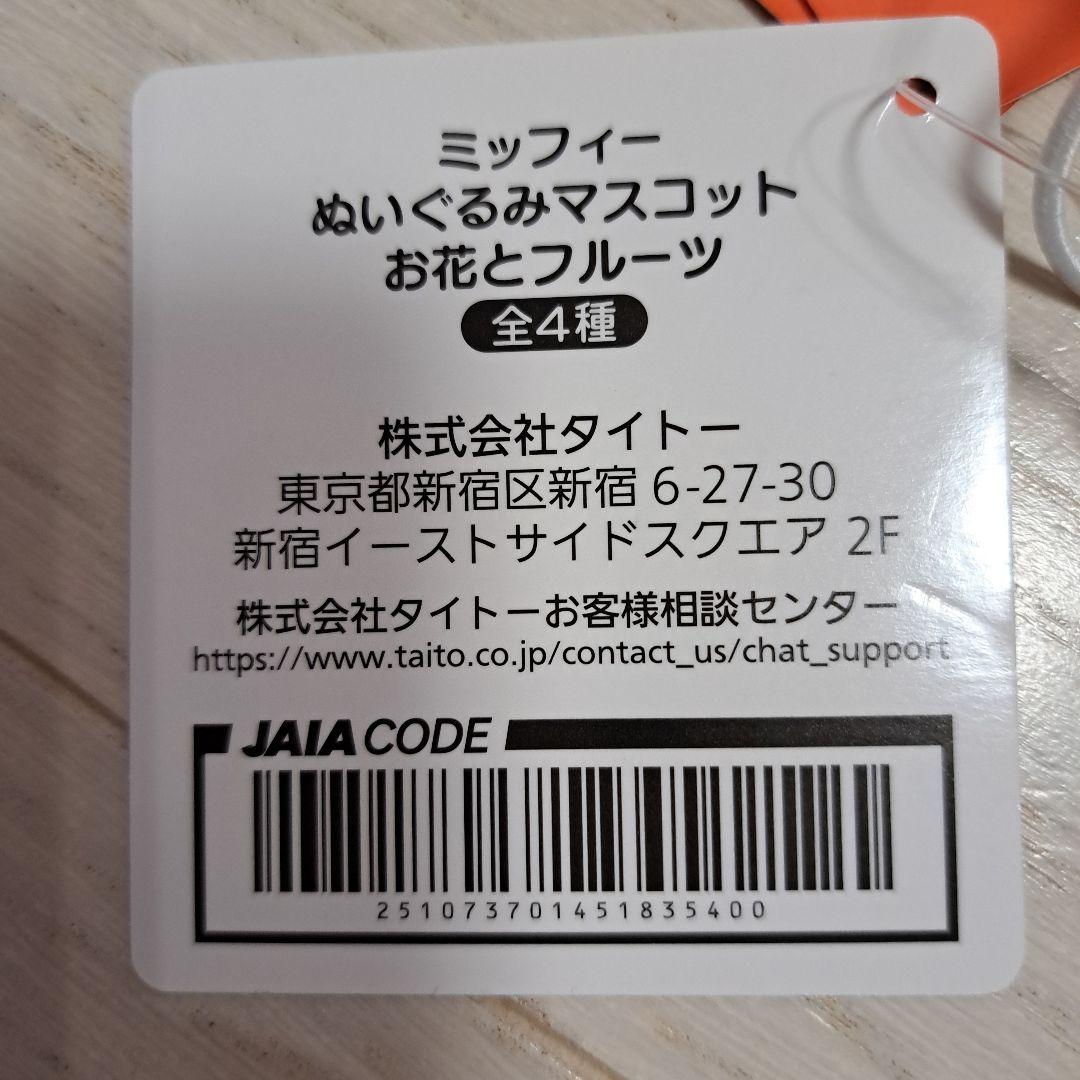 ミッフィー
ぬいぐるみマスコット
お花とフルーツ
全4種
株式会社タイトー
東京都新宿区新宿 6-27-30
新宿イーストサイドスクエア 2F
株式会社タイトーお客様相談センター
https://www.taito.co.jp/contact_us/chat_support
JAIA CODE
251073701451835400